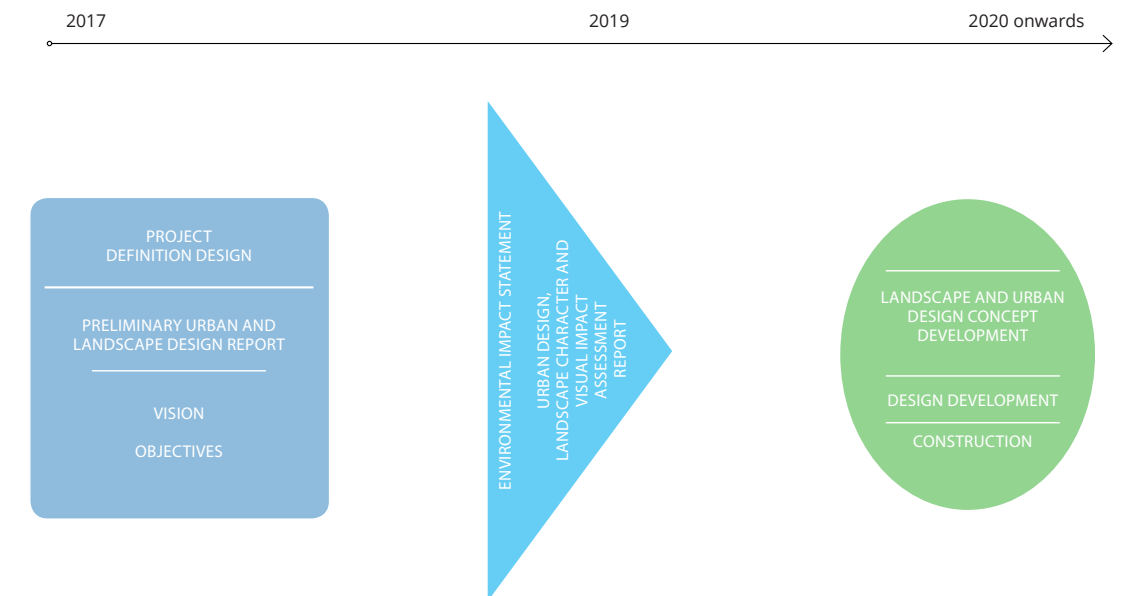 2017
2019
2020 onwards
PROJECT
DEFINITION DESIGN
PRELIMINARY URBAN AND
LANDSCAPE DESIGN REPORT
VISION
OBJECTIVES
ENVIRONMENTAL IMPACT STATEMENT
URBAN DESIGN,
LANDSCAPE CHARACTER AND
VISUAL IMPACT
ASSESSMENT
REPORT
LANDSCAPE AND URBAN
DESIGN CONCEPT
DEVELOPMENT
DESIGN DEVELOPMENT
CONSTRUCTION